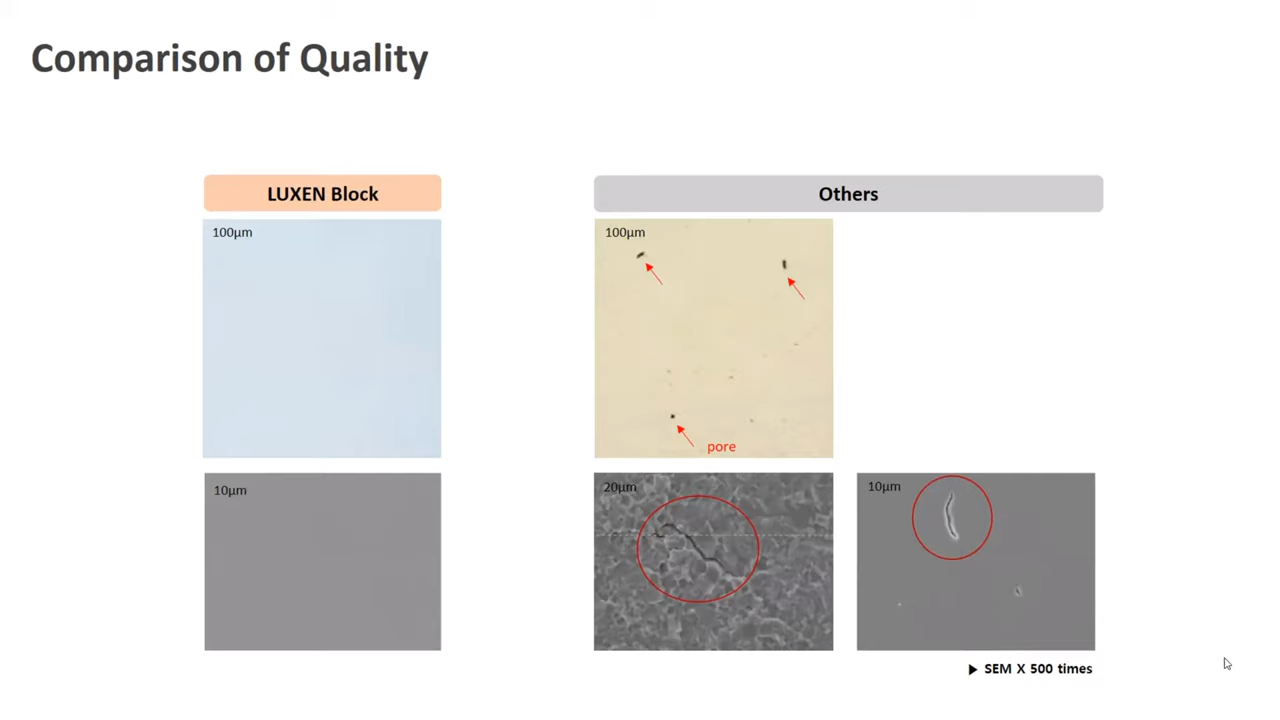 Comparison of Quality
LUXEN Block
Others
100μm
100μm
pore
10μm
20μm
10μm
▶ SEM X 500 times